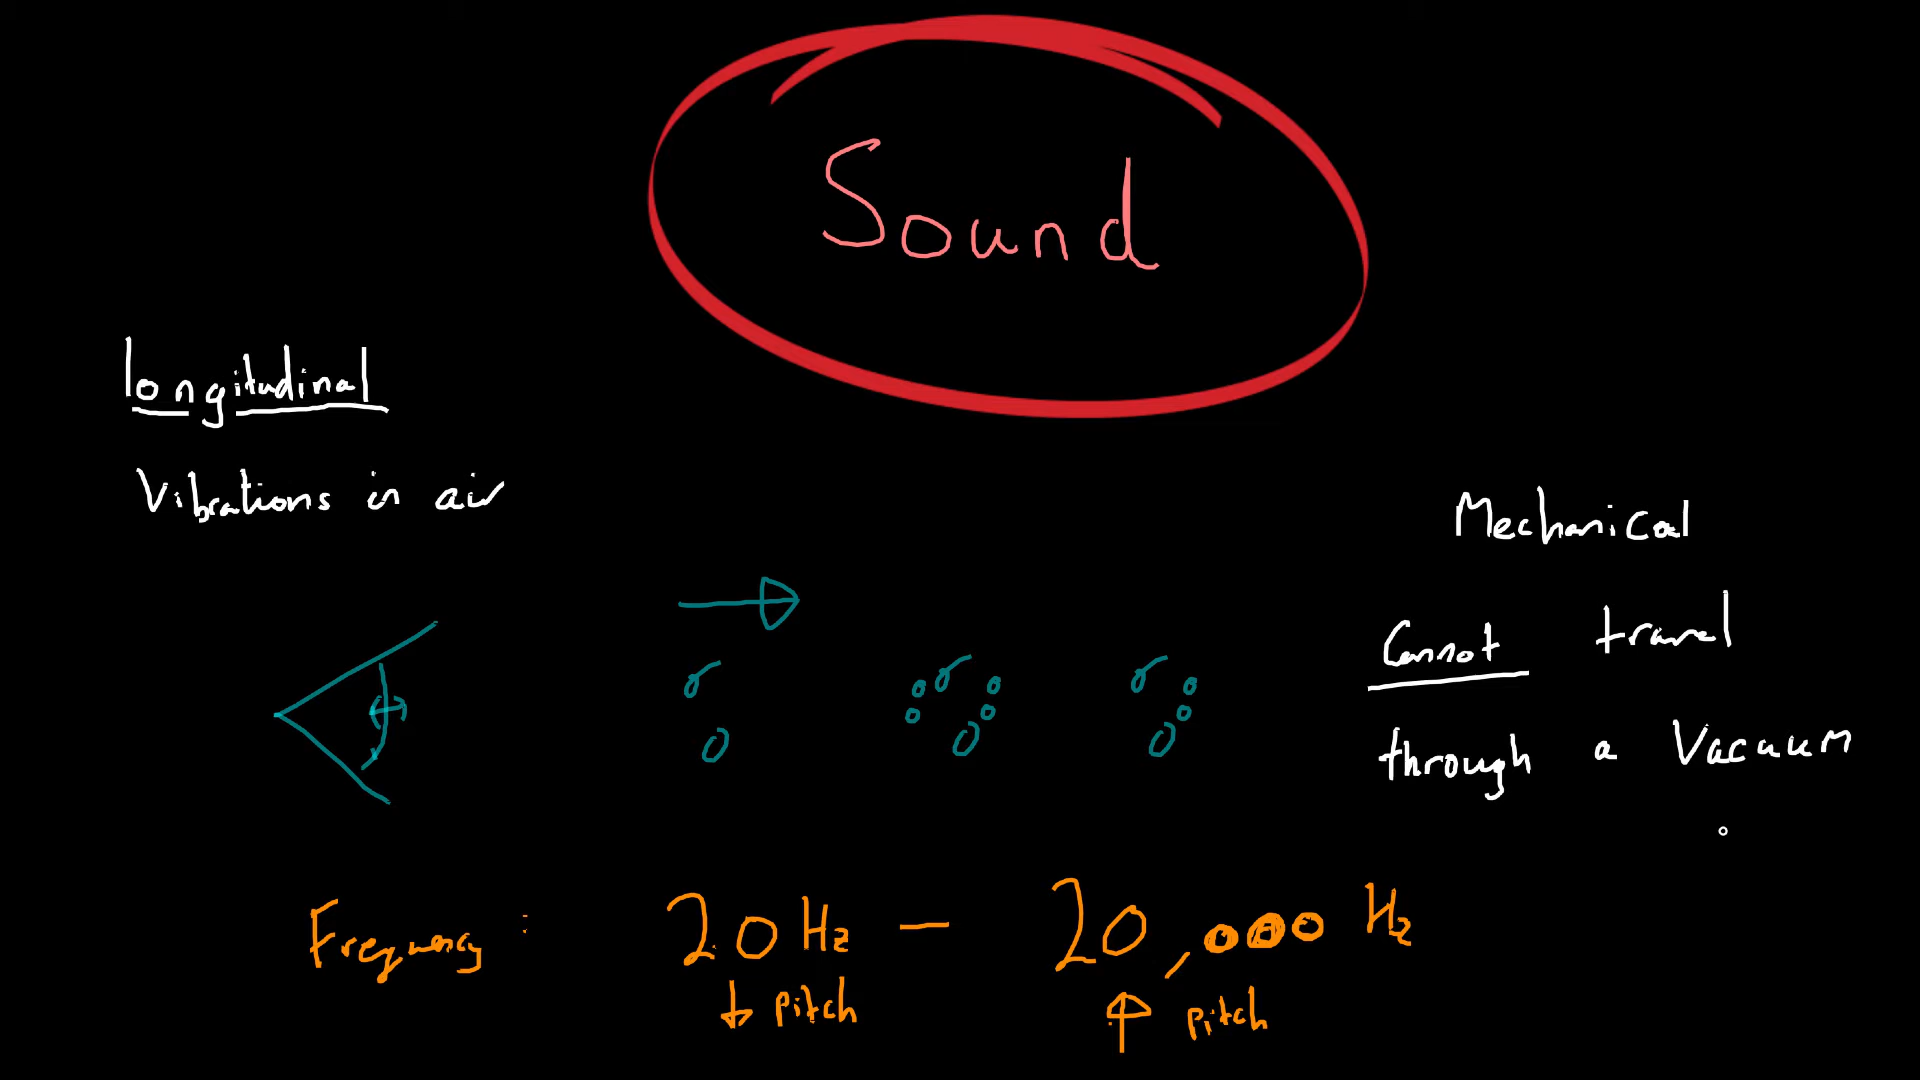 Sound
longitudinal
Vibrations in air
Mechanical
Cannot travel
through a Vacuum
Frequency : 20 Hz – 20,000 Hz
↓ pitch ↑ pitch